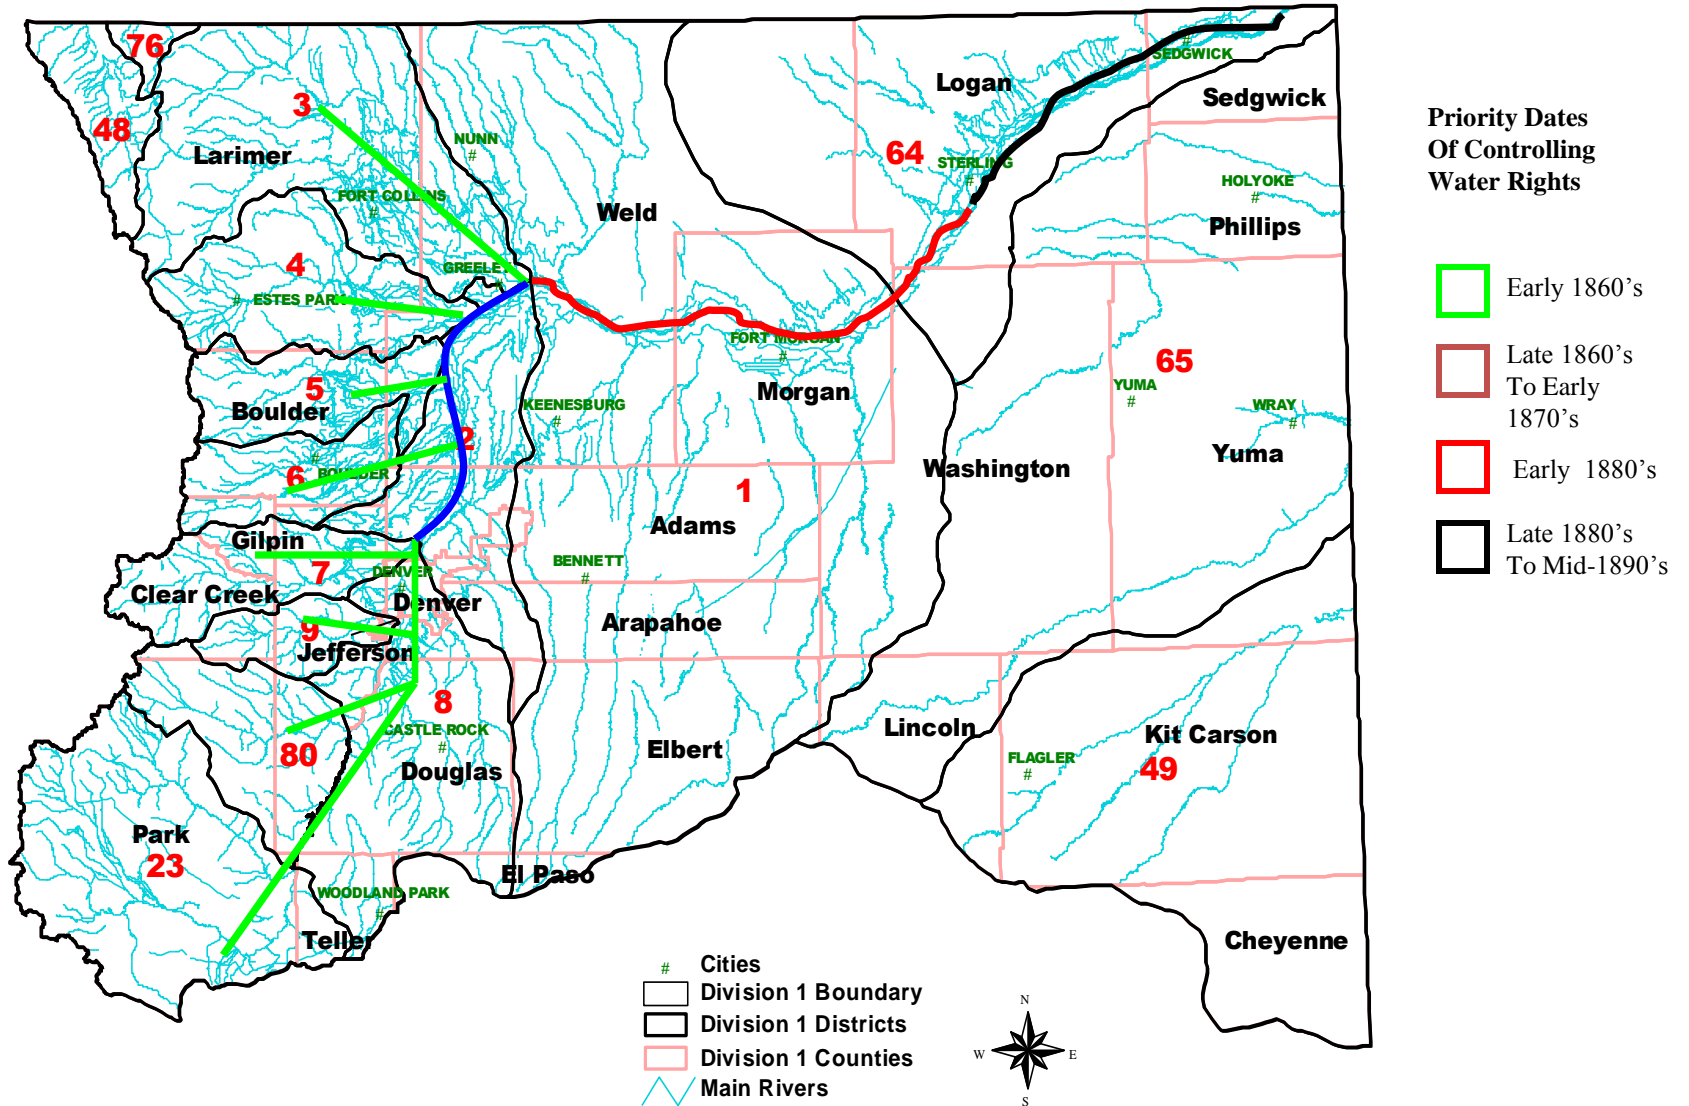 76
SEDGWICK
#
Logan
Sedgwick
3
48
Larimer
NUNN
#
64
STERLING
#
HOLYOKE
#
FORT COLLINS
#
Weld
Phillips
4
GREELEY
#
# ESTES PARK
FORT MORGAN
#
65
5
Boulder
Morgan
YUMA
#
KEENESBURG
#
WRAY
#
2
#
6 BOULDER
Washington
Yuma
1
Adams
Gilpin
7
DENVER
#
BENNETT
#
Clear Creek
Denver
9
Jefferson
Arapahoe
8
CASTLE ROCK
#
80
Douglas
Elbert
Lincoln
Kit Carson
FLAGLER
#
49
Park
23
El Paso
WOODLAND PARK
#
Teller
Cheyenne
Priority Dates
Of Controlling
Water Rights
Early 1860’s
Late 1860’s
To Early
1870’s
Early 1880’s
Late 1880’s
To Mid-1890’s
# Cities
Division 1 Boundary
Division 1 Districts
Division 1 Counties
Main Rivers
N
W E
S